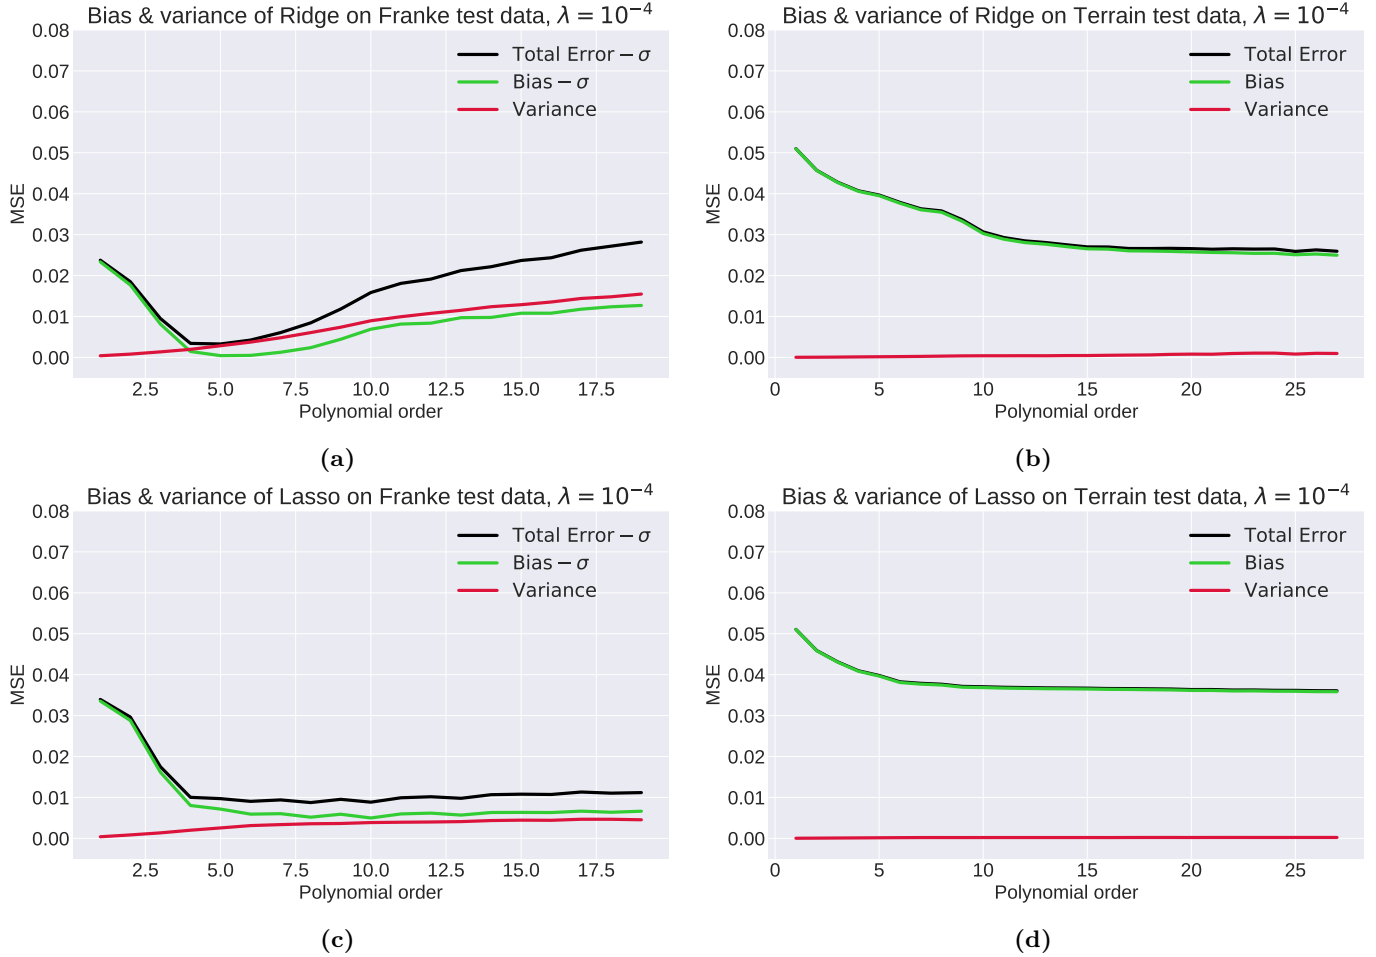 Bias & variance of Ridge on Franke test data, λ = 10⁻⁴
0.08
0.07
0.06
0.05
0.04
0.03
0.02
0.01
0.00
MSE
Total Error − σ
Bias − σ
Variance
2.5 5.0 7.5 10.0 12.5 15.0 17.5
Polynomial order
(a)
Bias & variance of Ridge on Terrain test data, λ = 10⁻⁴
0.08
0.07
0.06
0.05
0.04
0.03
0.02
0.01
0.00
MSE
Total Error
Bias
Variance
0 5 10 15 20 25
Polynomial order
(b)
Bias & variance of Lasso on Franke test data, λ = 10⁻⁴
0.08
0.07
0.06
0.05
0.04
0.03
0.02
0.01
0.00
MSE
Total Error − σ
Bias − σ
Variance
2.5 5.0 7.5 10.0 12.5 15.0 17.5
Polynomial order
(c)
Bias & variance of Lasso on Terrain test data, λ = 10⁻⁴
0.08
0.07
0.06
0.05
0.04
0.03
0.02
0.01
0.00
MSE
Total Error
Bias
Variance
0 5 10 15 20 25
Polynomial order
(d)